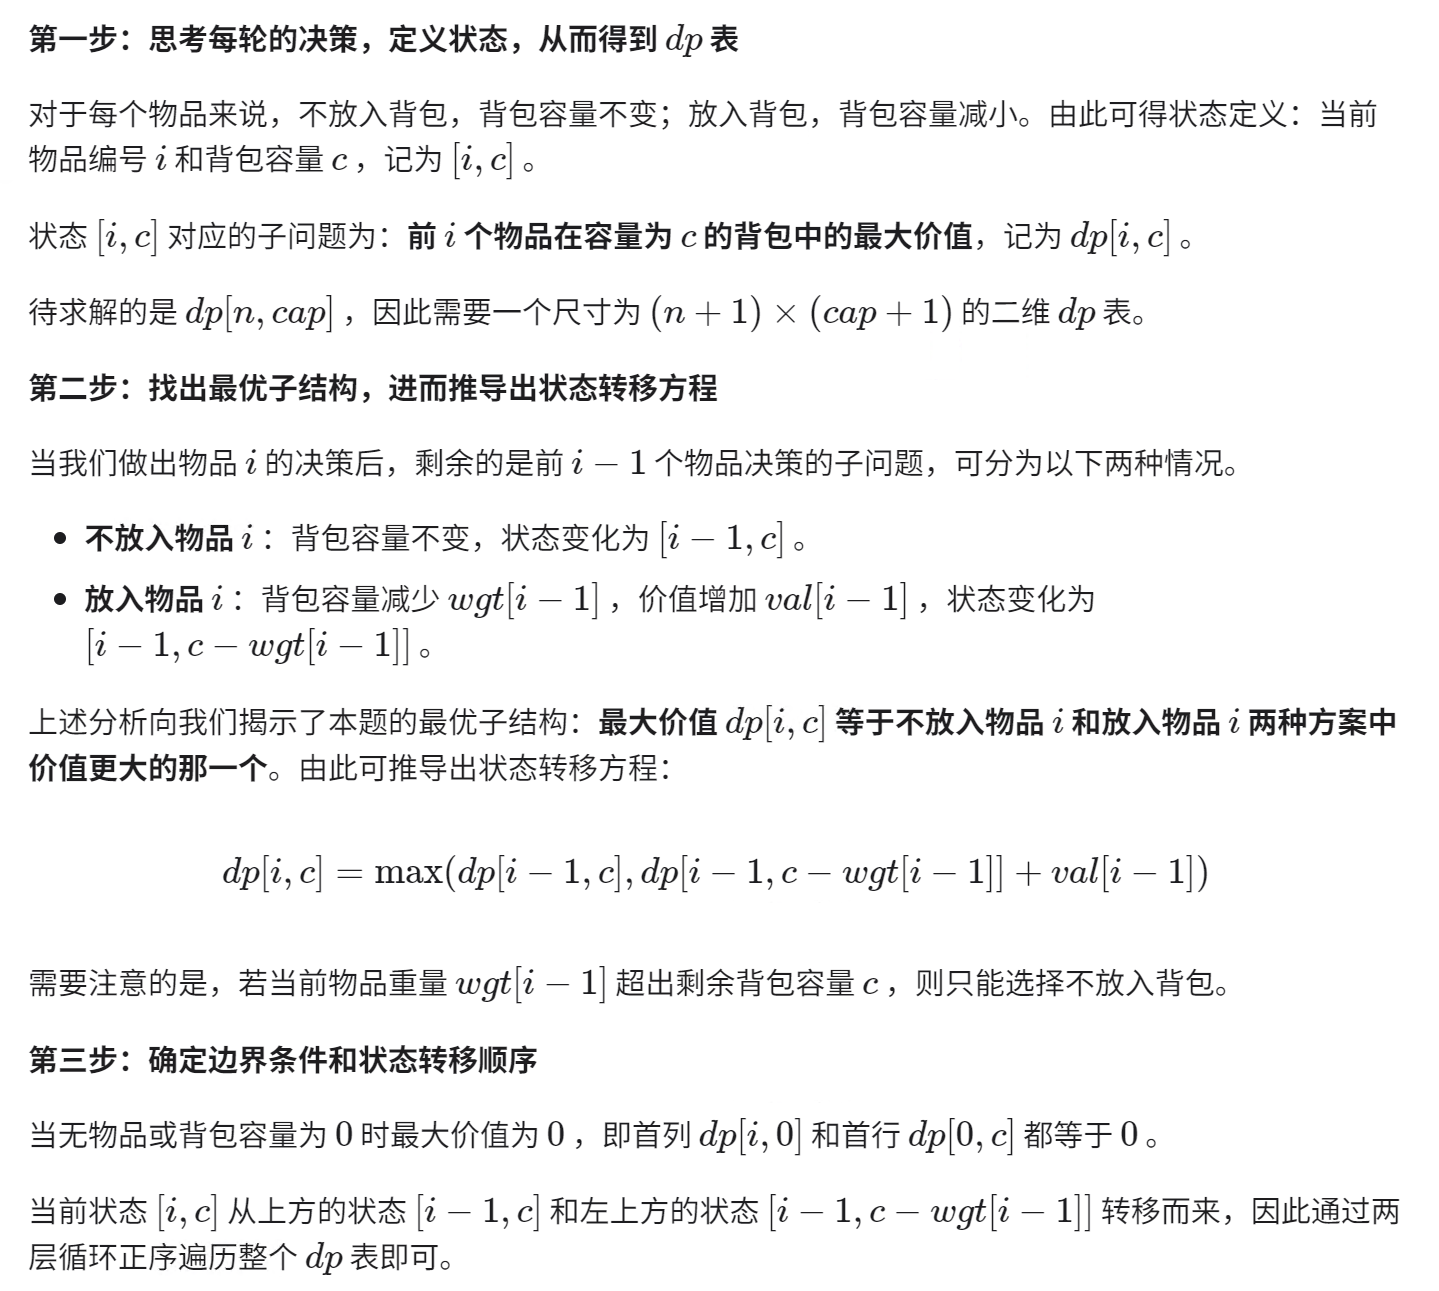 第一步：思考每轮的决策，定义状态，从而得到 dp 表
对于每个物品来说，不放入背包，背包容量不变；放入背包，背包容量减小。由此可得状态定义：当前
物品编号 i 和背包容量 c ，记为 [i, c] 。
状态 [i, c] 对应的子问题为：前 i 个物品在容量为 c 的背包中的最大价值，记为 dp[i, c] 。
待求解的是 dp[n, cap] ，因此需要一个尺寸为 (n + 1) × (cap + 1) 的二维 dp 表。
第二步：找出最优子结构，进而推导出状态转移方程
当我们做出物品 i 的决策后，剩余的是前 i − 1 个物品决策的子问题，可分为以下两种情况。
• 不放入物品 i ：背包容量不变，状态变化为 [i − 1, c] 。
• 放入物品 i ：背包容量减少 wgt[i − 1] ，价值增加 val[i − 1] ，状态变化为
[i − 1, c − wgt[i − 1]] 。
上述分析向我们揭示了本题的最优子结构：最大价值 dp[i, c] 等于不放入物品 i 和放入物品 i 两种方案中
价值更大的那一个。由此可推导出状态转移方程：
dp[i, c] = max(dp[i − 1, c], dp[i − 1, c − wgt[i − 1]] + val[i − 1])
需要注意的是，若当前物品重量 wgt[i − 1] 超出剩余背包容量 c ，则只能选择不放入背包。
第三步：确定边界条件和状态转移顺序
当无物品或背包容量为 0 时最大价值为 0 ，即首列 dp[i, 0] 和首行 dp[0, c] 都等于 0 。
当前状态 [i, c] 从上方的状态 [i − 1, c] 和左上方的状态 [i − 1, c − wgt[i − 1]] 转移而来，因此通过两
层循环正序遍历整个 dp 表即可。